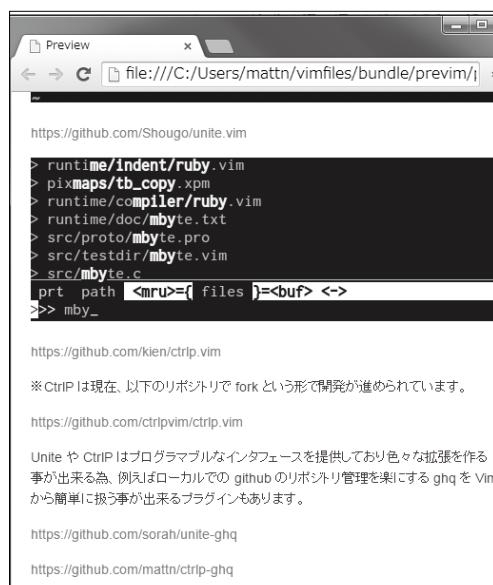 Preview
file:///C:/Users/mattn/vimfiles/bundle/previm/
~
https://github.com/Shougo/unite.vim
> runtime/indent/ruby.vim
> pixmaps/tb_copy.xpm
> runtime/compiler/ruby.vim
> runtime/doc/mbyte.txt
> src/proto/mbyte.pro
> src/testdir/mbyte.vim
> src/mbyte.c
prt path <mru>={ files }=<buf> <->
>>> mby_
https://github.com/kien/ctrlp.vim
※CtrlP は現在、以下のリポジトリで fork という形で開発が進められています。
https://github.com/ctrlpvim/ctrlp.vim
Unite や CtrlP はプログラマブルなインタフェースを提供しており色々な拡張を作る
事が出来る為、例えばローカルでの github のリポジトリ管理を楽にする ghq を Vim
から簡単に扱う事が出来るプラグインもあります。
https://github.com/sorah/unite-ghq
https://github.com/mattn/ctrlp-ghq